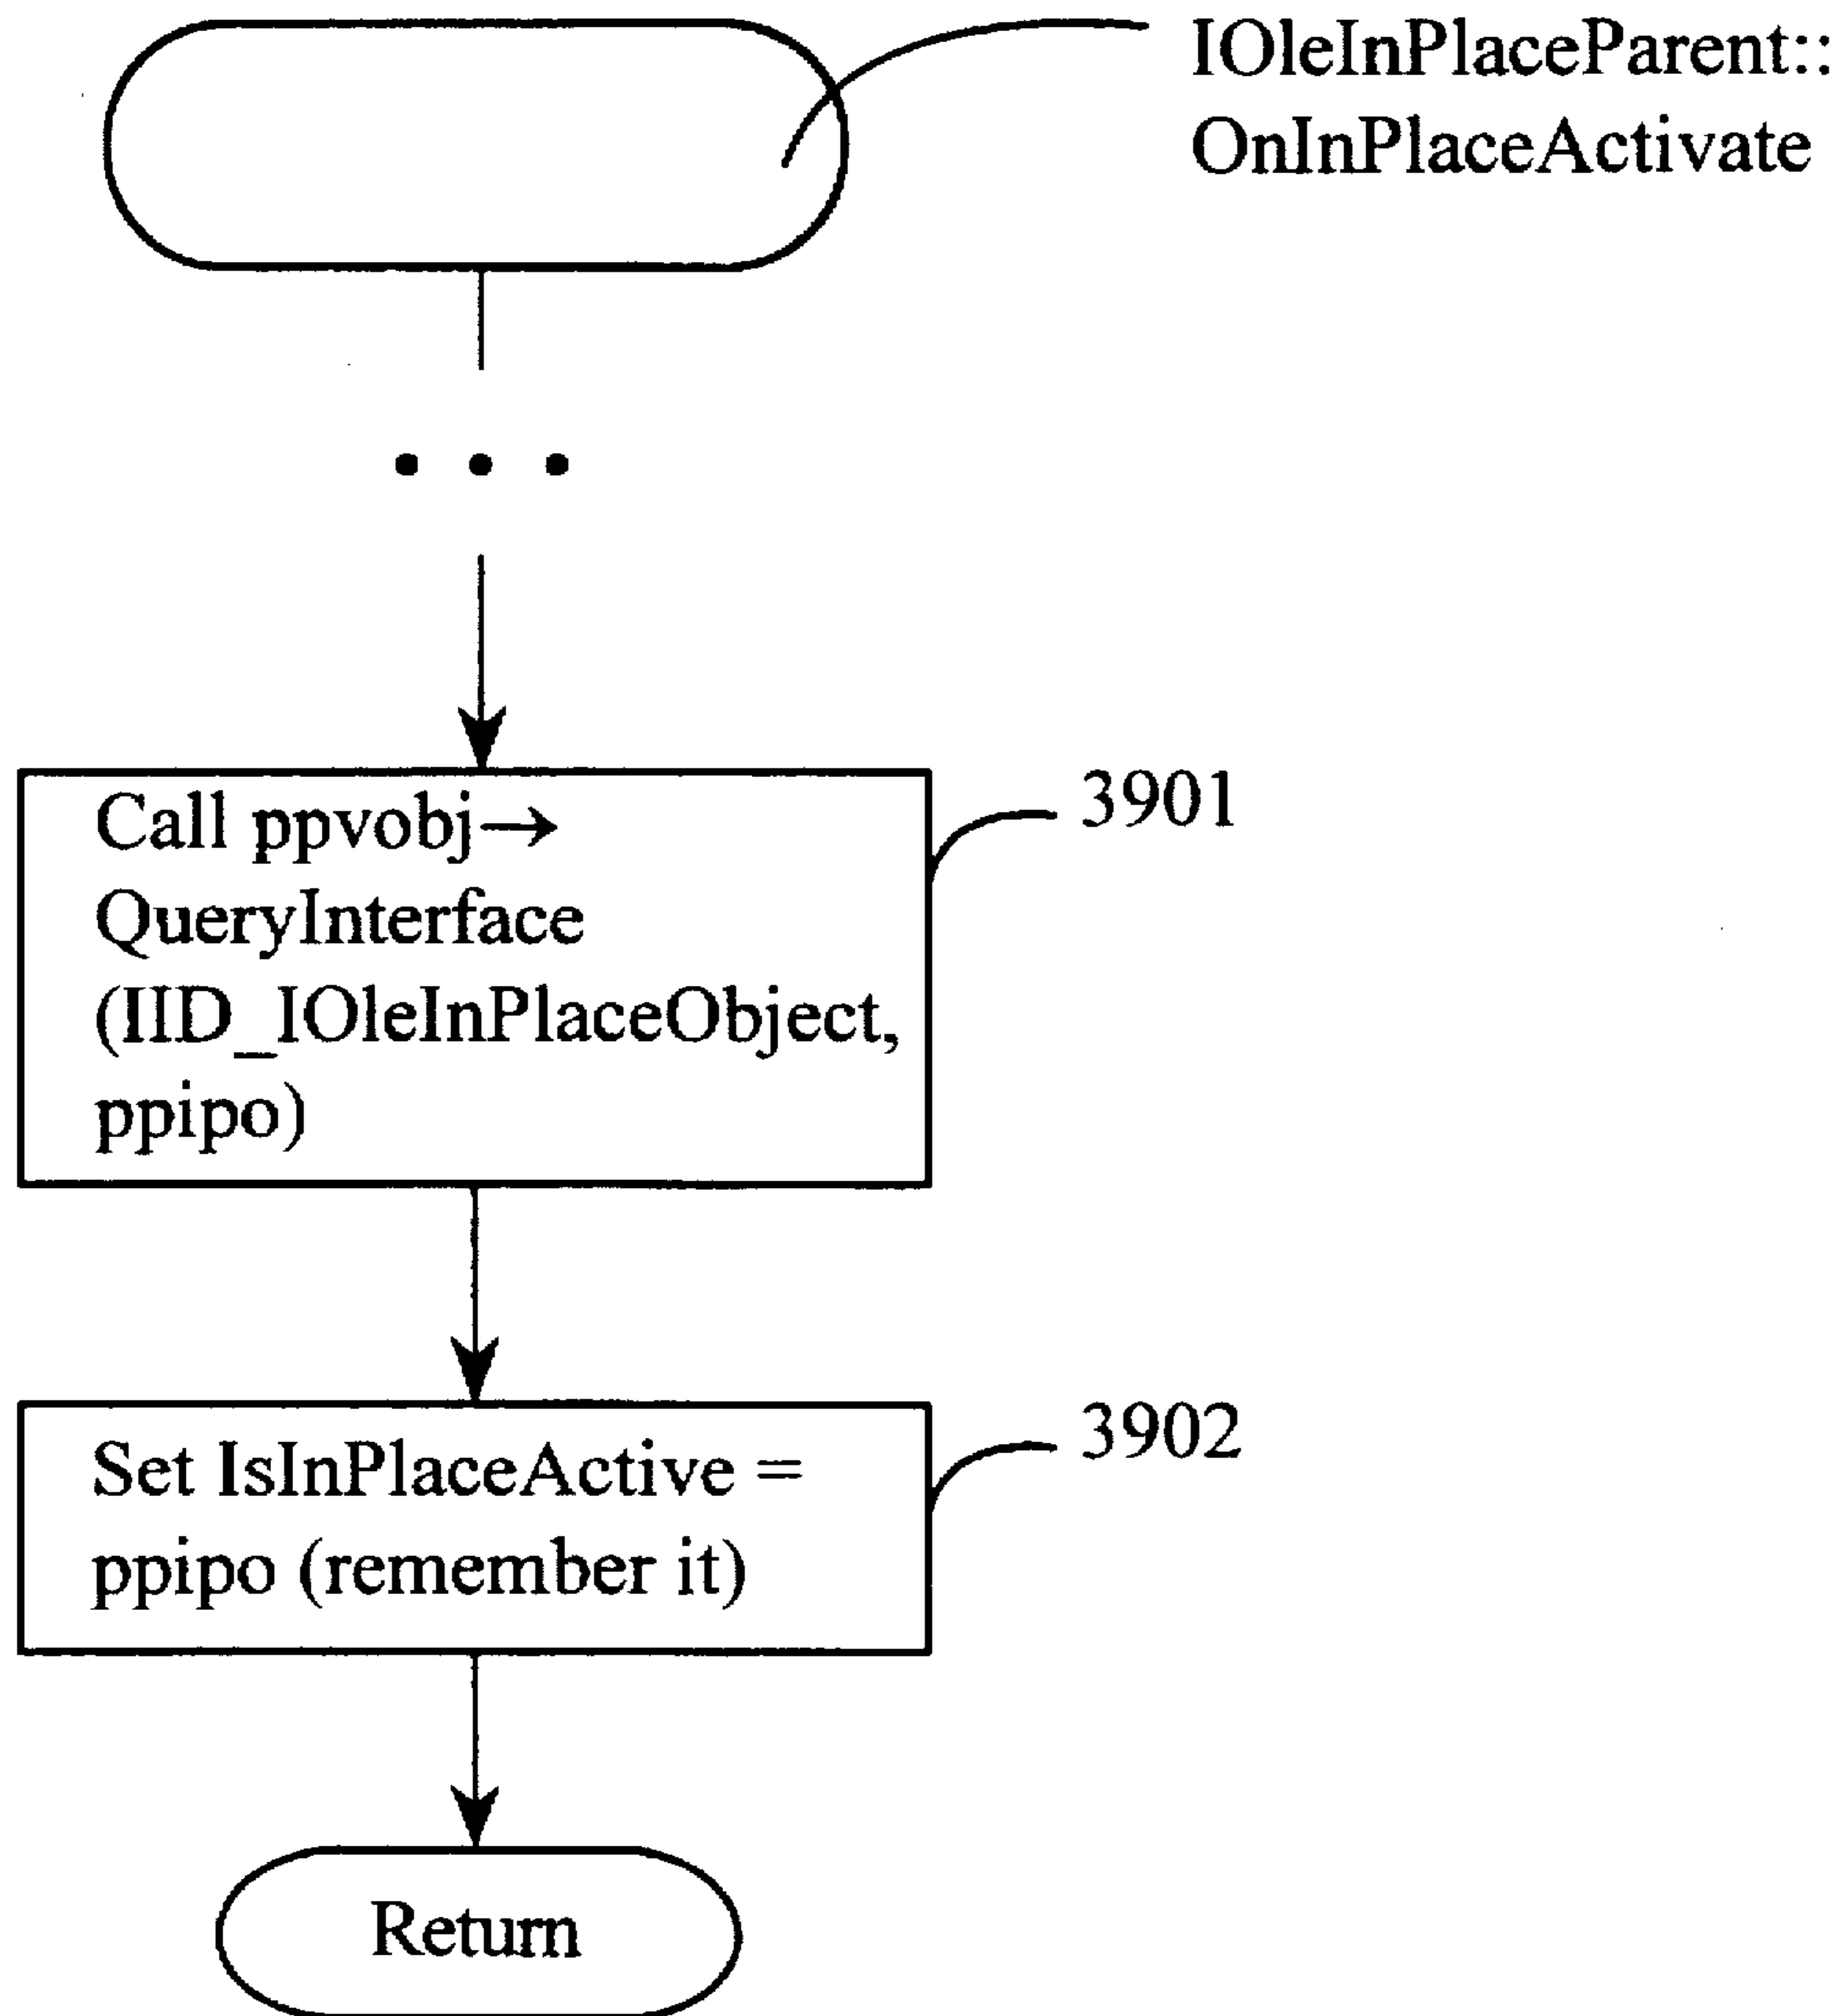 IOleInPlaceParent::
OnInPlaceActivate
Call ppvobj→
QueryInterface
(IID_IOleInPlaceObject,
ppipo)
3901
Set IsInPlaceActive =
ppipo (remember it)
3902
Return